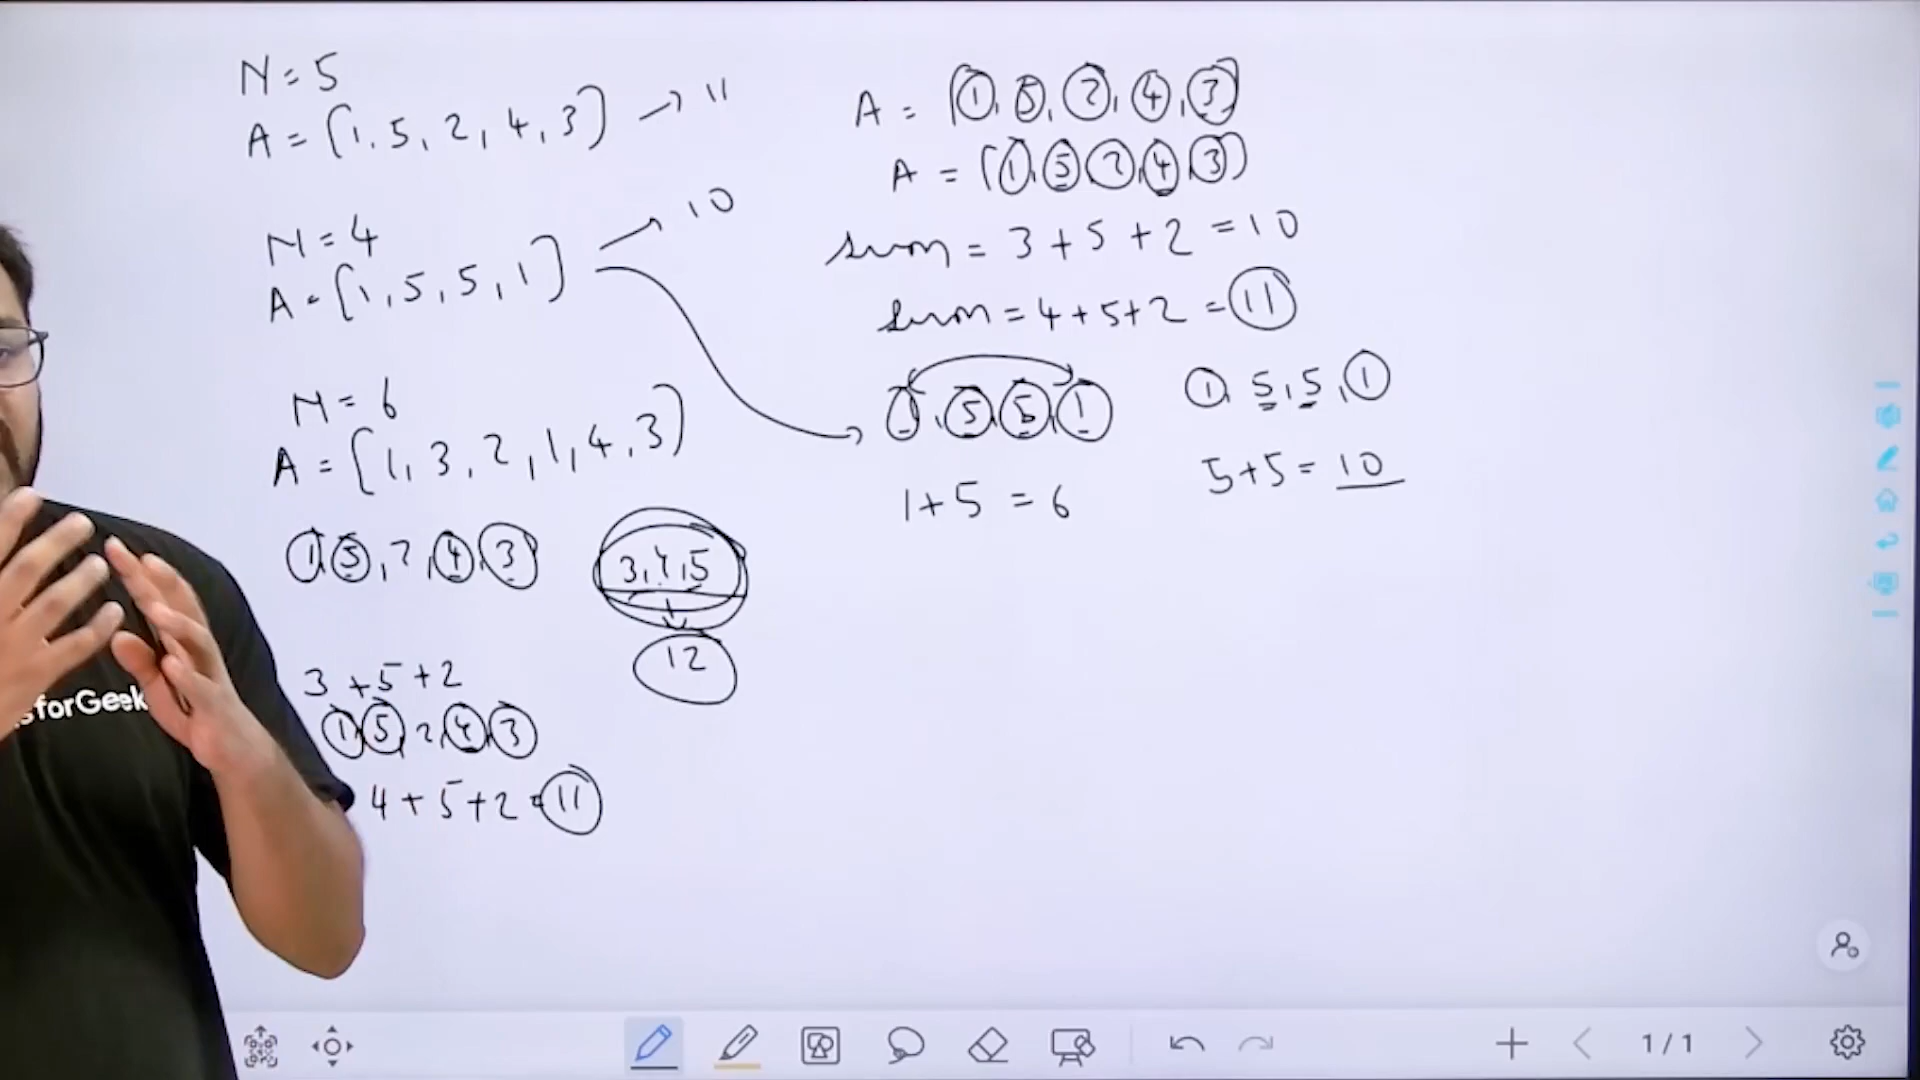 N = 5
A = [1, 5, 2, 4, 3] → 11
N = 4
A = [1, 5, 5, 1] → 10
N = 6
A = [1, 3, 2, 1, 4, 3]
1, 5, 2, 4, 3
3, 4, 5
12
3 + 5 + 2
1, 5, 2, 4, 3
4 + 5 + 2 = 11
A = [1, 5, 2, 4, 3]
A = [1, 5, 2, 4, 3]
sum = 3 + 5 + 2 = 10
sum = 4 + 5 + 2 = 11
1, 5, 5, 1
1 + 5 = 6
1, 5, 5, 1
5 + 5 = 10
sforGeek
1 / 1